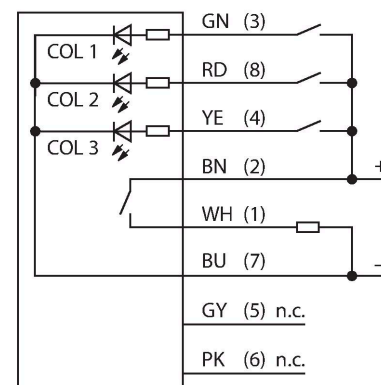 GN (3)
COL 1
RD (8)
COL 2
YE (4)
COL 3
BN (2)
+
WH (1)
BU (7)
–
GY (5) n.c.
PK (6) n.c.